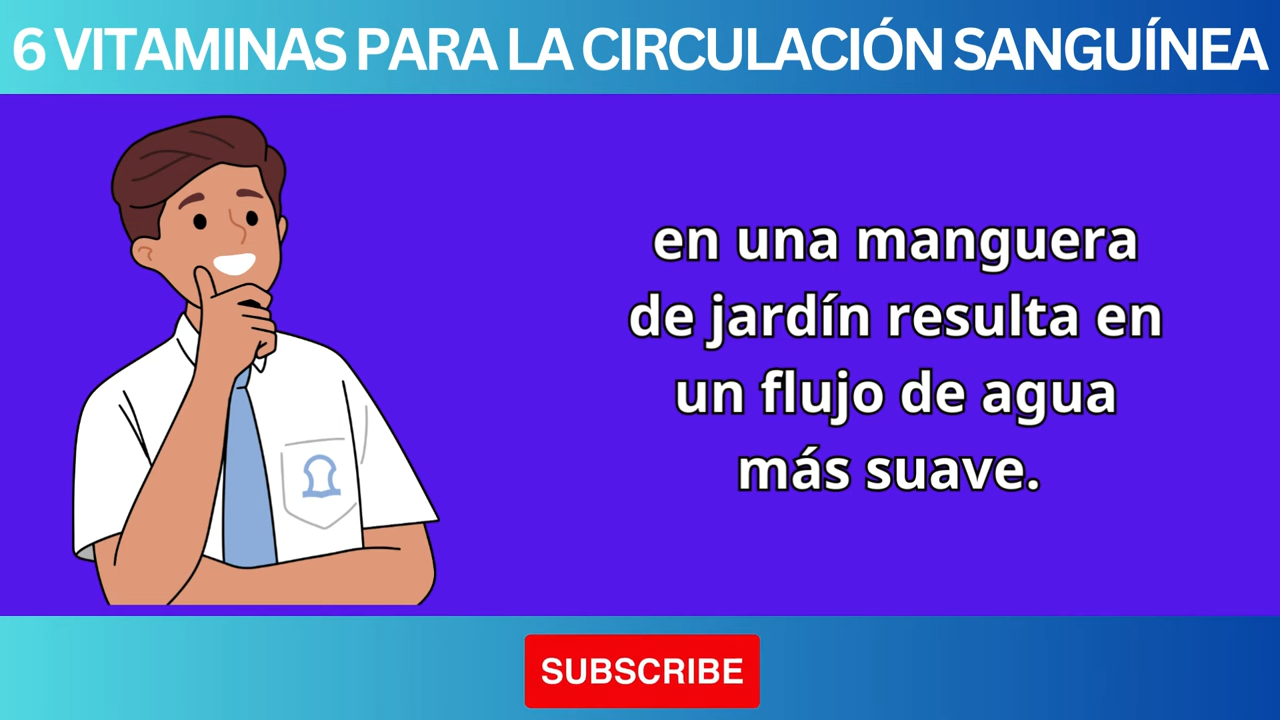 6 VITAMINAS PARA LA CIRCULACIÓN SANGUÍNEA
en una manguera
de jardín resulta en
un flujo de agua
más suave.
SUBSCRIBE